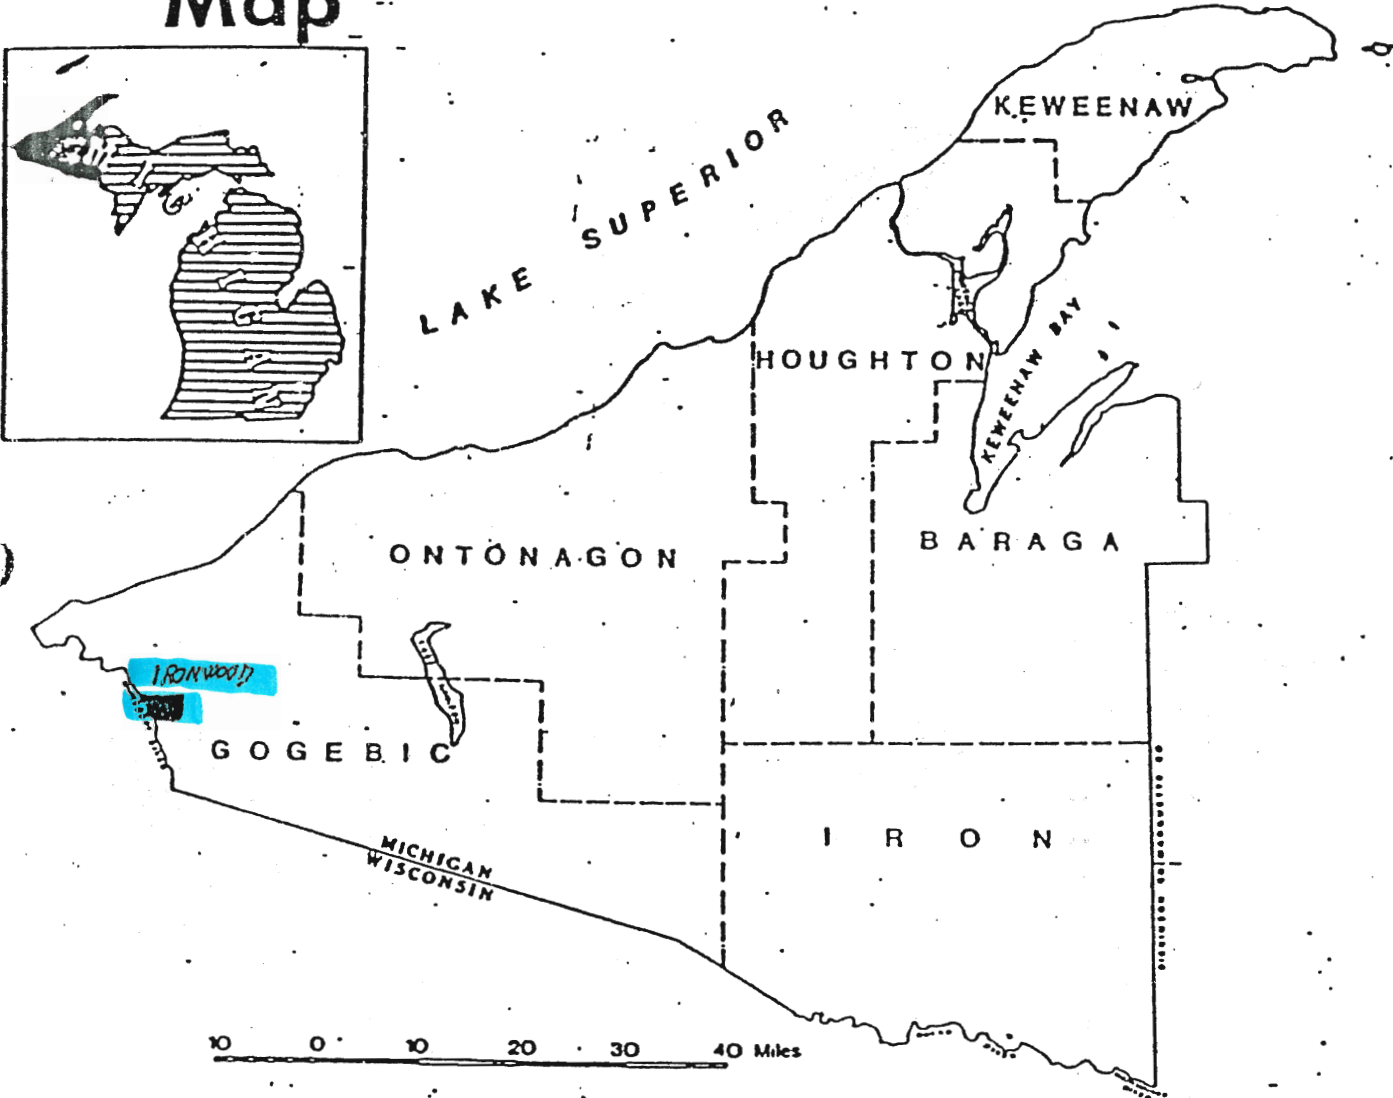 Map
KEWEENAW
LAKE SUPERIOR
HOUGHTON
KEWEENAW BAY
ONTONAGON
BARAGA
IRONWOOD
GOGEBIC
IRON
MICHIGAN
WISCONSIN
10 0 10 20 30 40 Miles